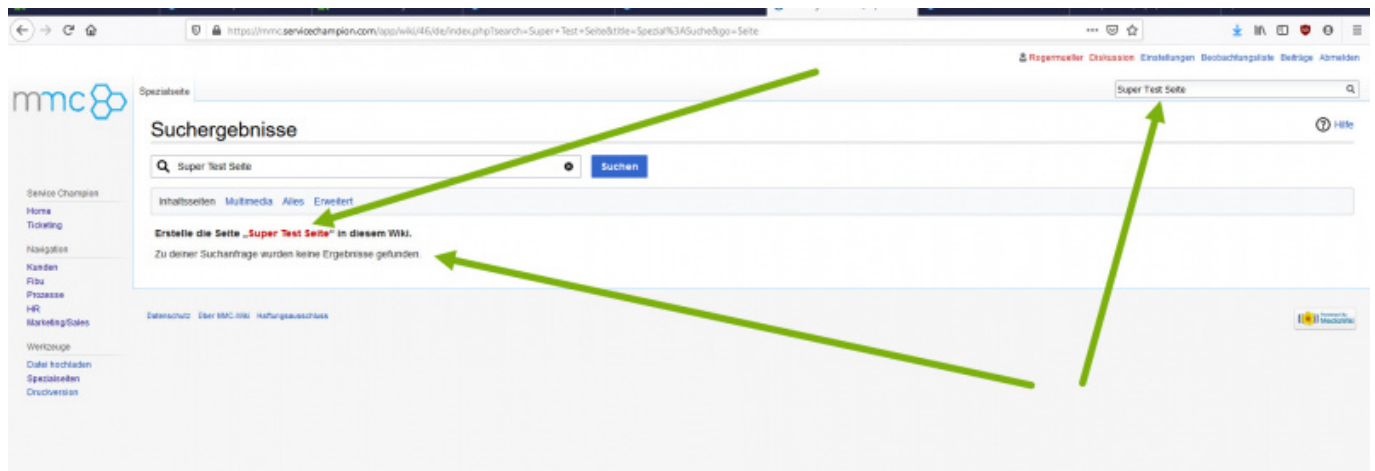 https://mmc.servicechampion.com/app/wiki/46/de/index.php?search=Super+Test+Seite&title=Spezial%3ASuche&go=Seite
Rogermueller Diskussion Einstellungen Beobachtungsliste Beiträge Abmelden
mmc
Spezialseite
Super Test Seite
Suchergebnisse
Hilfe
Super Test Seite
Suchen
Service Champion
Inhaltsseiten Multimedia Alles Erweitert
Home
Ticketing
Erstelle die Seite „Super Test Seite“ in diesem Wiki.
Navigation
Zu deiner Suchanfrage wurden keine Ergebnisse gefunden.
Kunden
Fibu
Prozesse
HR
Marketing/Sales
Datenschutz Über MMC-Wiki Haftungsausschluss
Powered By MediaWiki
Werkzeuge
Datei hochladen
Spezialseiten
Druckversion